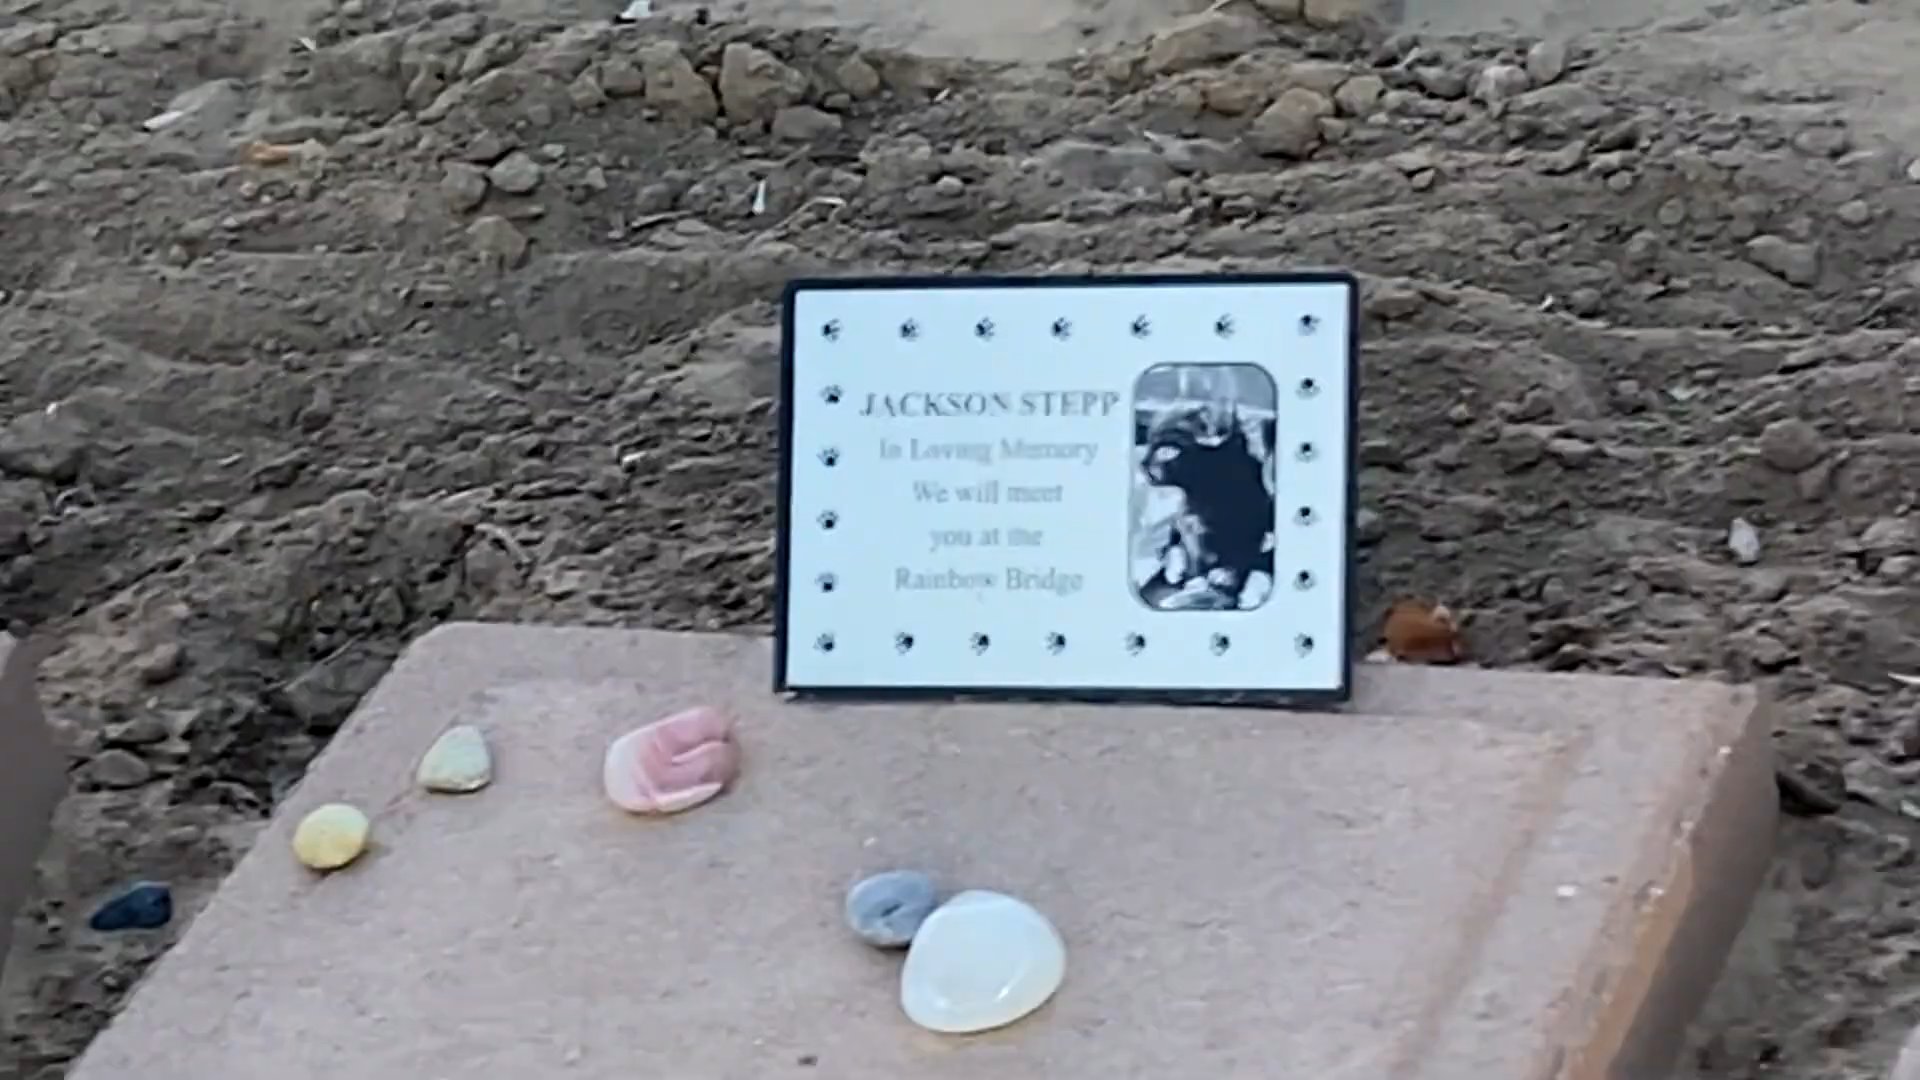 JACKSON STEPP
In Loving Memory
We will meet
you at the
Rainbow Bridge